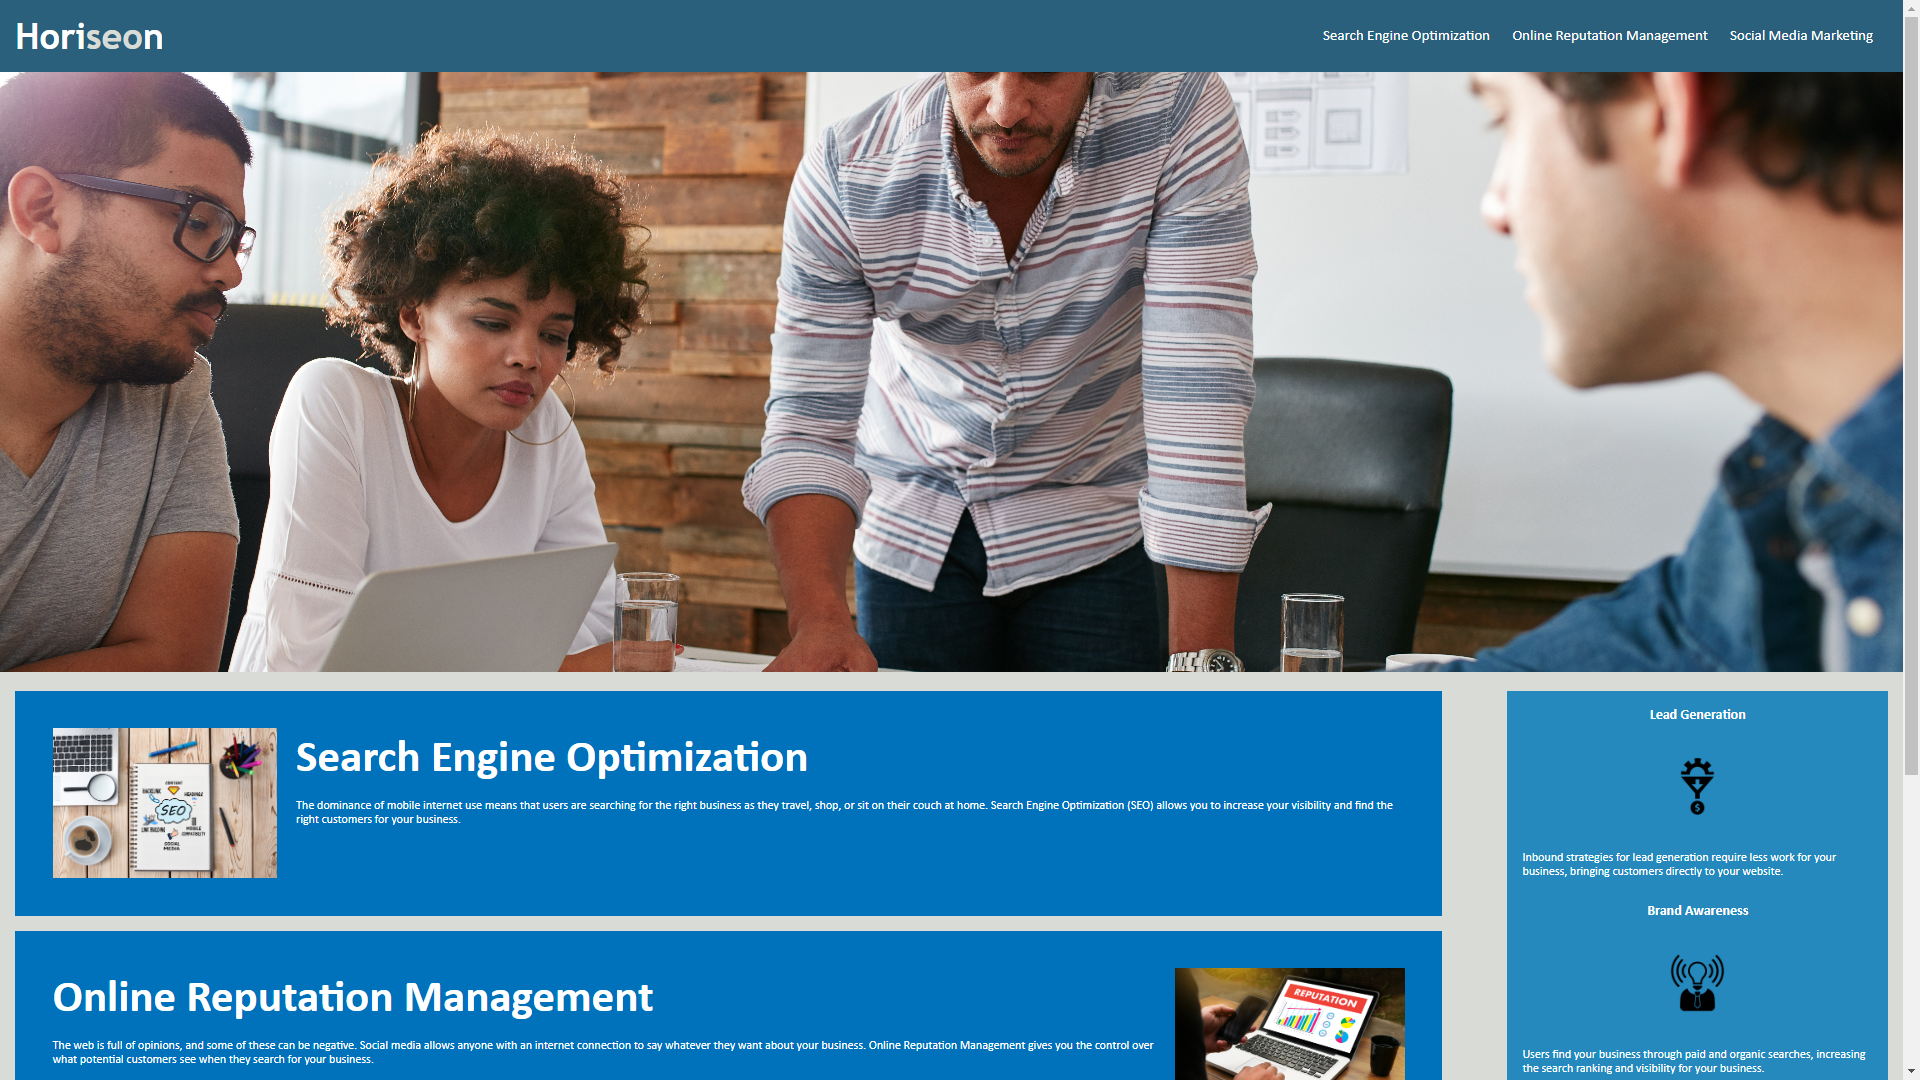 Horiseon
Search Engine Optimization
Online Reputation Management
Social Media Marketing
SEO
Search Engine Optimization
The dominance of mobile internet use means that users are searching for the right business as they travel, shop, or sit on their couch at home. Search Engine Optimization (SEO) allows you to increase your visibility and find the
right customers for your business.
Lead Generation
Inbound strategies for lead generation require less work for your
business, bringing customers directly to your website.
Brand Awareness
Users find your business through paid and organic searches, increasing
the search ranking and visibility for your business.
Online Reputation Management
The web is full of opinions, and some of these can be negative. Social media allows anyone with an internet connection to say whatever they want about your business. Online Reputation Management gives you the control over
what potential customers see when they search for your business.
REPUTATION